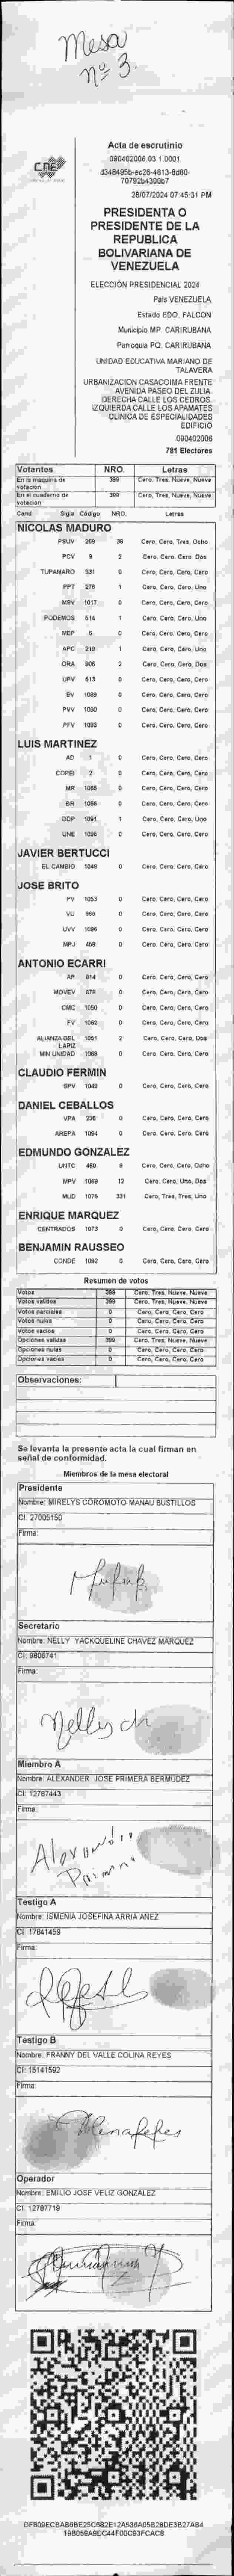 Mesa
nº 3.
CNE
Acta de escrutinio
090402006.03.1.0001
d348495b-ec28-4613-8d60-
70792b4300b7
28/07/2024 07:45:31 PM
PRESIDENTA O
PRESIDENTE DE LA
REPUBLICA
BOLIVARIANA DE
VENEZUELA
ELECCIÓN PRESIDENCIAL 2024
País VENEZUELA
Estado EDO. FALCON
Municipio MP. CARIRUBANA
Parroquia PQ. CARIRUBANA
UNIDAD EDUCATIVA MARIANO DE
TALAVERA
URBANIZACION CASACOIMA FRENTE
AVENIDA PASEO DEL ZULIA.
DERECHA CALLE LOS CEDROS.
IZQUIERDA CALLE LOS APAMATES
CLINICA DE ESPECIALIDADES
EDIFICIO
090402006
781 Electores
Votantes NRO. Letras
En la maquina de votación 399 Cero, Tres, Nueve, Nueve
En el cuaderno de votación 399 Cero, Tres, Nueve, Nueve
Cand Sigla Código NRO. Letras
NICOLAS MADURO
PSUV 269 38 Cero, Cero, Tres, Ocho
PCV 9 2 Cero, Cero, Cero, Dos
TUPAMARO 531 0 Cero, Cero, Cero, Cero
PPT 276 1 Cero, Cero, Cero, Uno
MSV 1017 0 Cero, Cero, Cero, Cero
PODEMOS 514 1 Cero, Cero, Cero, Uno
MEP 6 0 Cero, Cero, Cero, Cero
APC 219 1 Cero, Cero, Cero, Uno
ORA 906 2 Cero, Cero, Cero, Dos
UPV 613 0 Cero, Cero, Cero, Cero
EV 1089 0 Cero, Cero, Cero, Cero
PVV 1090 0 Cero, Cero, Cero, Cero
PFV 1093 0 Cero, Cero, Cero, Cero
LUIS MARTINEZ
AD 1 0 Cero, Cero, Cero, Cero
COPEI 2 0 Cero, Cero, Cero, Cero
MR 1065 0 Cero, Cero, Cero, Cero
BR 1066 0 Cero, Cero, Cero, Cero
DDP 1091 1 Cero, Cero, Cero, Uno
UNE 1095 0 Cero, Cero, Cero, Cero
JAVIER BERTUCCI
EL CAMBIO 1049 0 Cero, Cero, Cero, Cero
JOSE BRITO
PV 1053 0 Cero, Cero, Cero, Cero
VU 968 0 Cero, Cero, Cero, Cero
UVV 1096 0 Cero, Cero, Cero, Cero
MPJ 458 0 Cero, Cero, Cero, Cero
ANTONIO ECARRI
AP 914 0 Cero, Cero, Cero, Cero
MOVEV 878 0 Cero, Cero, Cero, Cero
CMC 1050 0 Cero, Cero, Cero, Cero
FV 1062 0 Cero, Cero, Cero, Cero
ALIANZA DEL LAPIZ 1051 2 Cero, Cero, Cero, Dos
MIN UNIDAD 1088 0 Cero, Cero, Cero, Cero
CLAUDIO FERMIN
SPV 1048 0 Cero, Cero, Cero, Cero
DANIEL CEBALLOS
VPA 236 0 Cero, Cero, Cero, Cero
AREPA 1094 0 Cero, Cero, Cero, Cero
EDMUNDO GONZALEZ
UNTC 460 8 Cero, Cero, Cero, Ocho
MPV 1069 12 Cero, Cero, Uno, Dos
MUD 1076 331 Cero, Tres, Tres, Uno
ENRIQUE MARQUEZ
CENTRADOS 1073 0 Cero, Cero, Cero, Cero
BENJAMIN RAUSSEO
CONDE 1092 0 Cero, Cero, Cero, Cero
Resumen de votos
Votos 399 Cero, Tres, Nueve, Nueve
Votos validos 399 Cero, Tres, Nueve, Nueve
Votos parciales 0 Cero, Cero, Cero, Cero
Votos nulos 0 Cero, Cero, Cero, Cero
Votos vacios 0 Cero, Cero, Cero, Cero
Opciones validas 399 Cero, Tres, Nueve, Nueve
Opciones nulas 0 Cero, Cero, Cero, Cero
Opciones vacias 0 Cero, Cero, Cero, Cero
Observaciones:
Se levanta la presente acta la cual firman en
señal de conformidad.
Miembros de la mesa electoral
Presidente
Nombre: MIRELYS COROMOTO MANAU BUSTILLOS
CI: 27005150
Firma:
Secretario
Nombre: NELLY YACKQUELINE CHAVEZ MARQUEZ
CI: 9806741
Firma:
Nelly ch
Miembro A
Nombre: ALEXANDER JOSE PRIMERA BERMUDEZ
CI: 12787443
Firma:
Alexander
Testigo A
Nombre: ISMENIA JOSEFINA ARRIA AÑEZ
CI: 17841459
Firma:
Testigo B
Nombre: FRANNY DEL VALLE COLINA REYES
CI: 15141592
Firma:
Operador
Nombre: EMILIO JOSE VELIZ GONZALEZ
CI: 12787719
Firma: